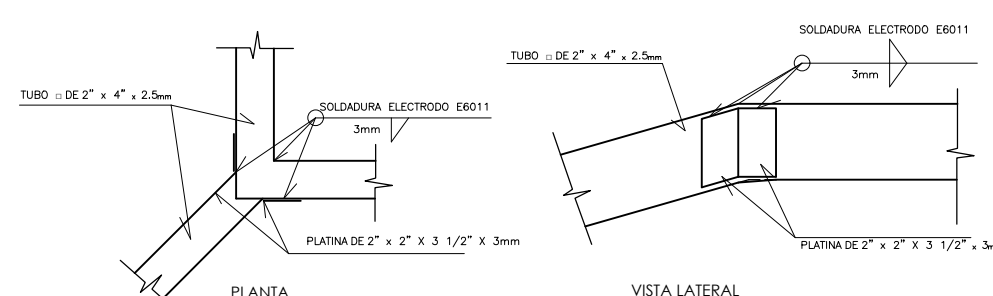 SOLDADURA ELECTRODO E6011
TUBO □ DE 2" x 4" x 2.5mm
3mm
TUBO □ DE 2" x 4" x 2.5mm
SOLDADURA ELECTRODO E6011
3mm
PLATINA DE 2" x 2" X 3 1/2" X 3mm
PLATINA DE 2" x 2" X 3 1/2" x 3m
PLANTA
VISTA LATERAL